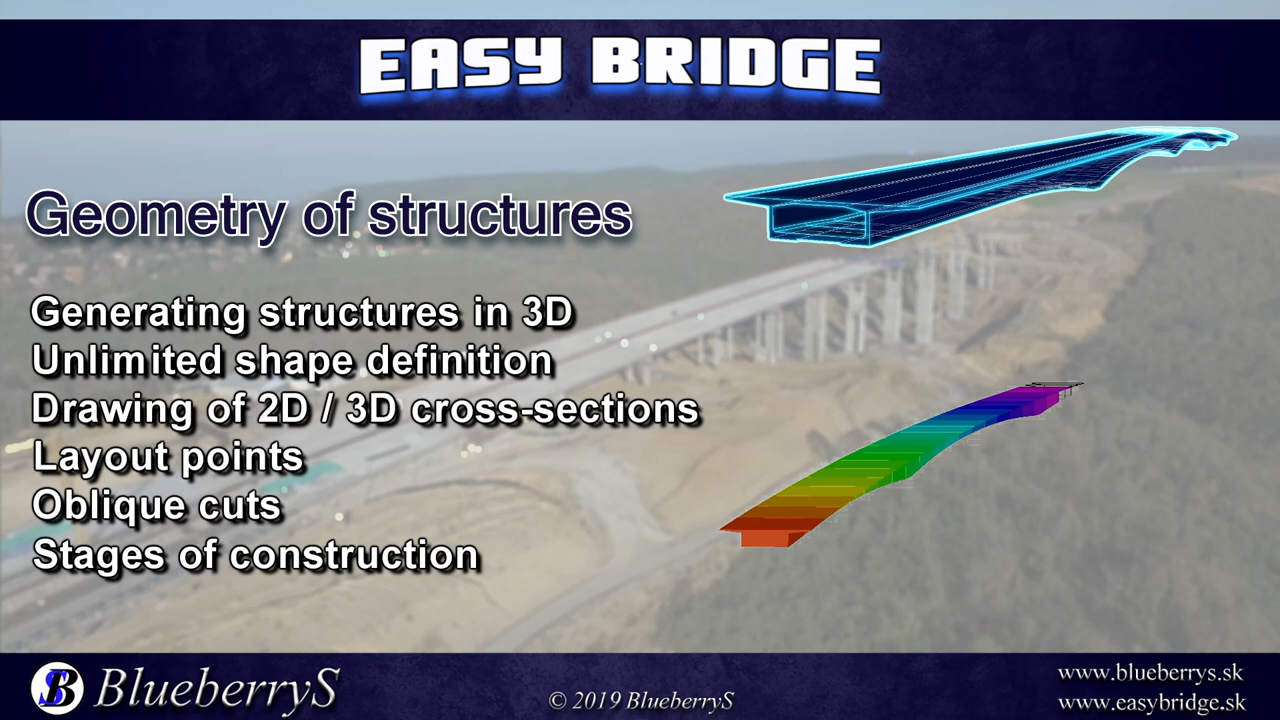 EASY BRIDGE
Geometry of structures
Generating structures in 3D
Unlimited shape definition
Drawing of 2D / 3D cross-sections
Layout points
Oblique cuts
Stages of construction
BlueberryS
© 2019 BlueberryS
www.blueberrys.sk
www.easybridge.sk